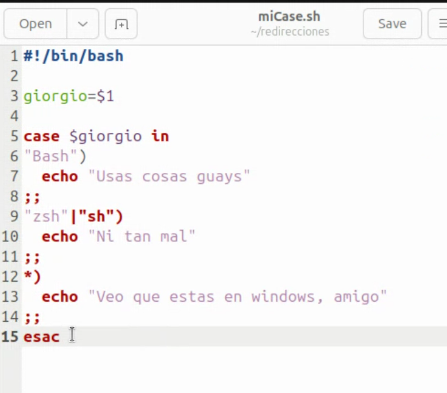 Open
miCase.sh
~/redirecciones
Save
1 #!/bin/bash
2
3 giorgio=$1
4
5 case $giorgio in
6 "Bash")
7   echo "Usas cosas guays"
8 ;;
9 "zsh"|"sh")
10   echo "Ni tan mal"
11 ;;
12 *)
13   echo "Veo que estas en windows, amigo"
14 ;;
15 esac